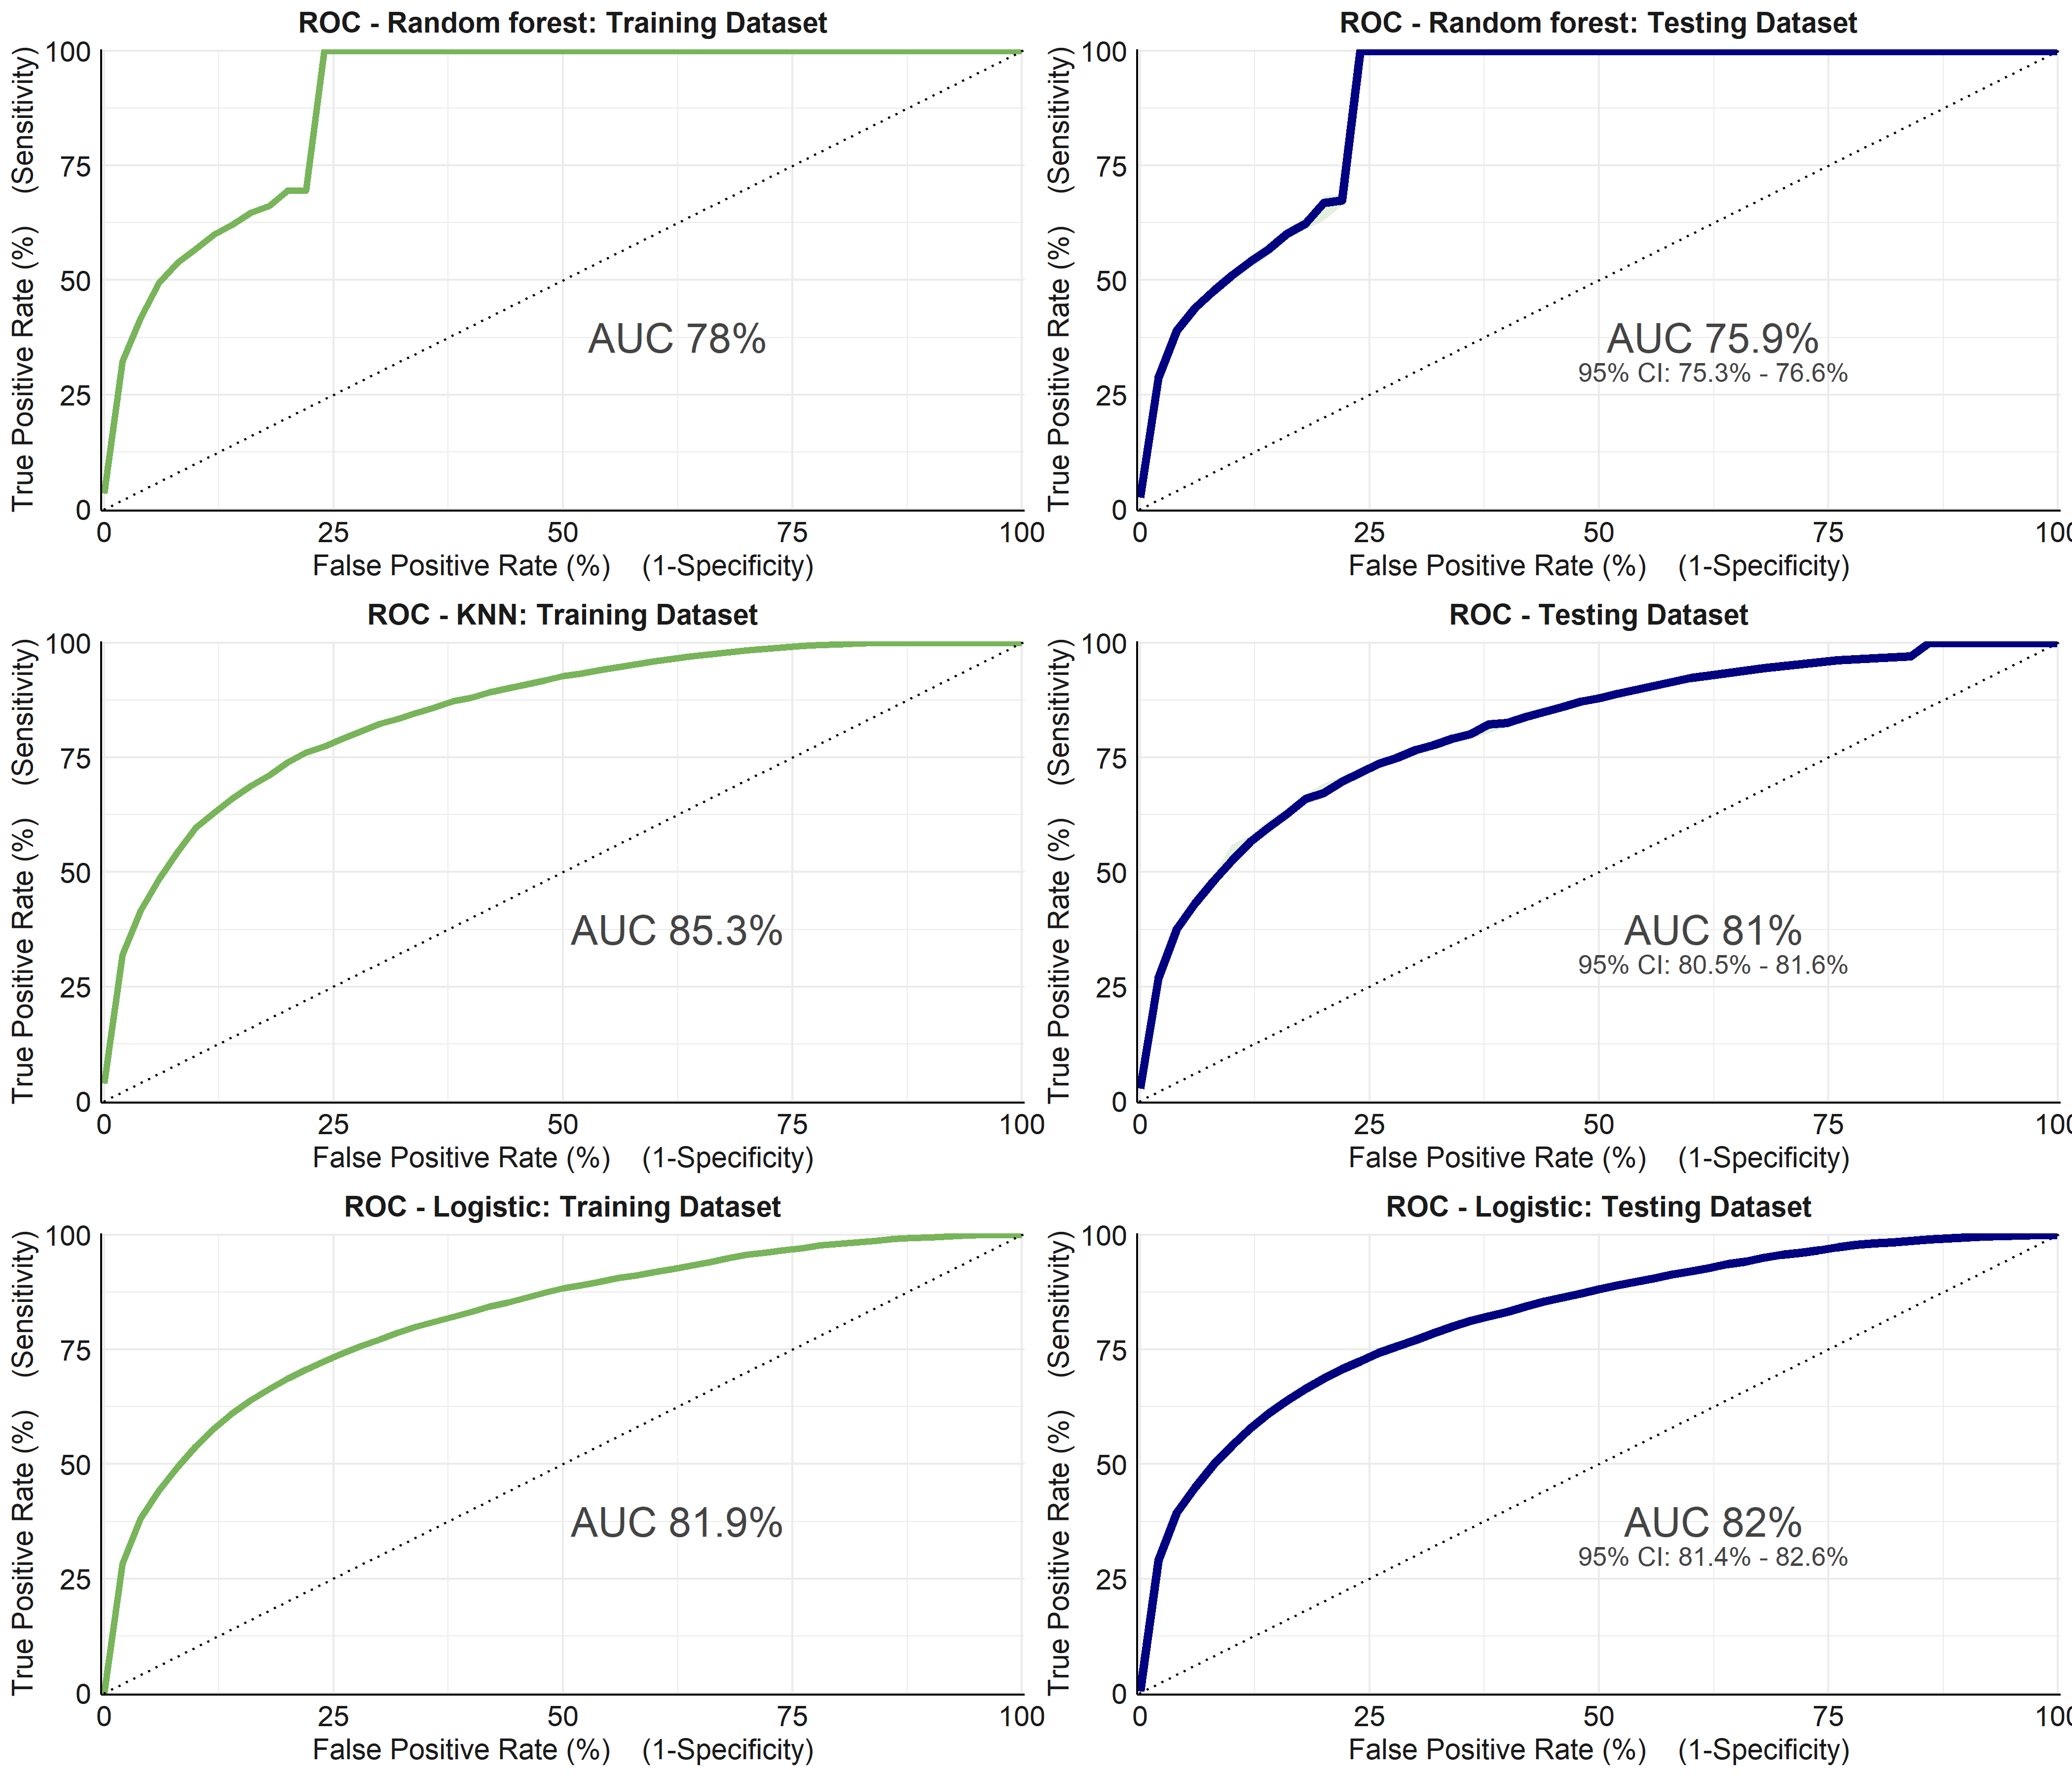 ROC - Random forest: Training Dataset
True Positive Rate (%) (Sensitivity)
100
75
50
25
0
AUC 78%
0 25 50 75 100
False Positive Rate (%) (1-Specificity)
ROC - Random forest: Testing Dataset
True Positive Rate (%) (Sensitivity)
100
75
50
25
0
AUC 75.9%
95% CI: 75.3% - 76.6%
0 25 50 75 100
False Positive Rate (%) (1-Specificity)
ROC - KNN: Training Dataset
True Positive Rate (%) (Sensitivity)
100
75
50
25
0
AUC 85.3%
0 25 50 75 100
False Positive Rate (%) (1-Specificity)
ROC - Testing Dataset
True Positive Rate (%) (Sensitivity)
100
75
50
25
0
AUC 81%
95% CI: 80.5% - 81.6%
0 25 50 75 100
False Positive Rate (%) (1-Specificity)
ROC - Logistic: Training Dataset
True Positive Rate (%) (Sensitivity)
100
75
50
25
0
AUC 81.9%
0 25 50 75 100
False Positive Rate (%) (1-Specificity)
ROC - Logistic: Testing Dataset
True Positive Rate (%) (Sensitivity)
100
75
50
25
0
AUC 82%
95% CI: 81.4% - 82.6%
0 25 50 75 100
False Positive Rate (%) (1-Specificity)